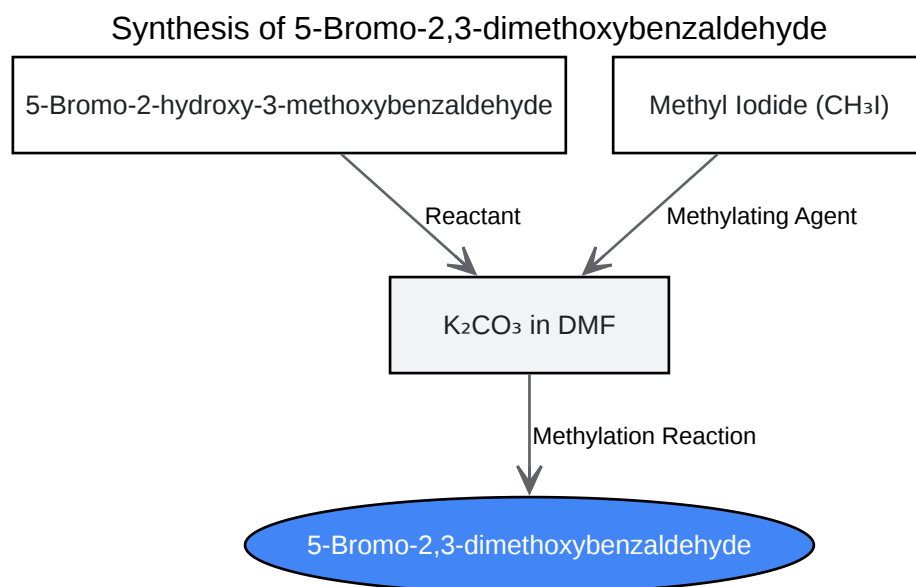 Synthesis of 5-Bromo-2,3-dimethoxybenzaldehyde
5-Bromo-2-hydroxy-3-methoxybenzaldehyde
Methyl Iodide (CH₃I)
Reactant
Methylating Agent
K₂CO₃ in DMF
Methylation Reaction
5-Bromo-2,3-dimethoxybenzaldehyde